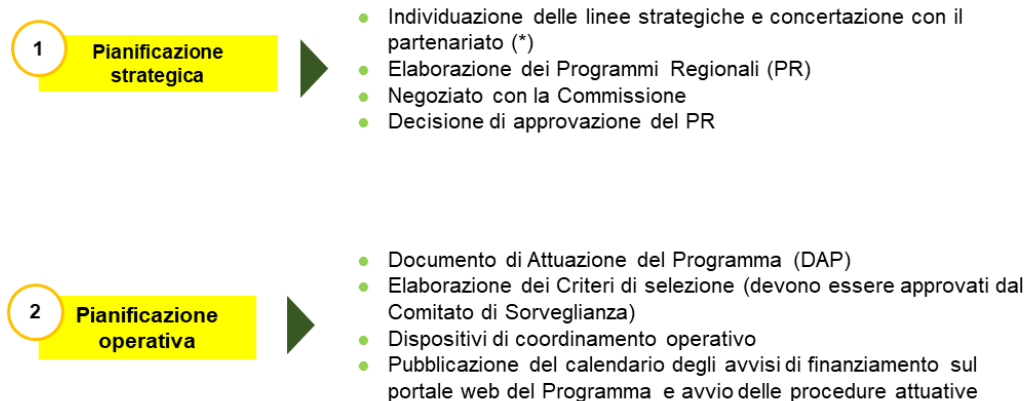 1
Pianificazione
strategica
Individuazione delle linee strategiche e concertazione con il
partenariato (*)
Elaborazione dei Programmi Regionali (PR)
Negoziato con la Commissione
Decisione di approvazione del PR
2
Pianificazione
operativa
Documento di Attuazione del Programma (DAP)
Elaborazione dei Criteri di selezione (devono essere approvati dal
Comitato di Sorveglianza)
Dispositivi di coordinamento operativo
Pubblicazione del calendario degli avvisi di finanziamento sul
portale web del Programma e avvio delle procedure attuative